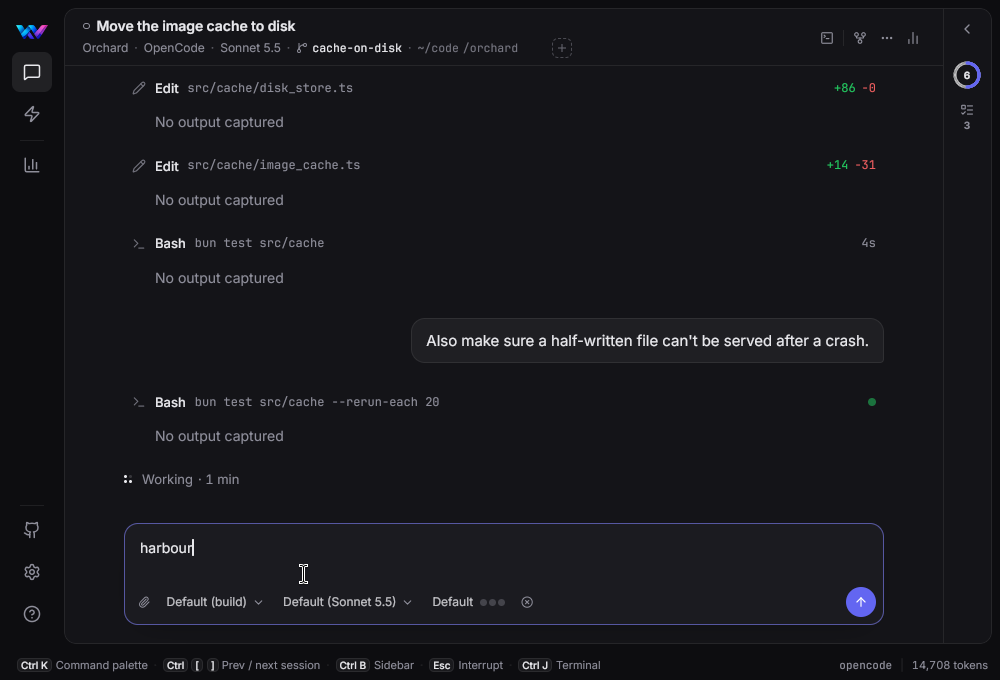 Move the image cache to disk
Orchard · OpenCode · Sonnet 5.5 · cache-on-disk · ~/code /orchard
6
3
Edit src/cache/disk_store.ts +86 -0
No output captured
Edit src/cache/image_cache.ts +14 -31
No output captured
Bash bun test src/cache 4s
No output captured
Also make sure a half-written file can't be served after a crash.
Bash bun test src/cache --rerun-each 20
No output captured
Working · 1 min
harbour
Default (build) Default (Sonnet 5.5) Default
Ctrl K Command palette · Ctrl [ ] Prev / next session · Ctrl B Sidebar · Esc Interrupt · Ctrl J Terminal opencode 14,708 tokens